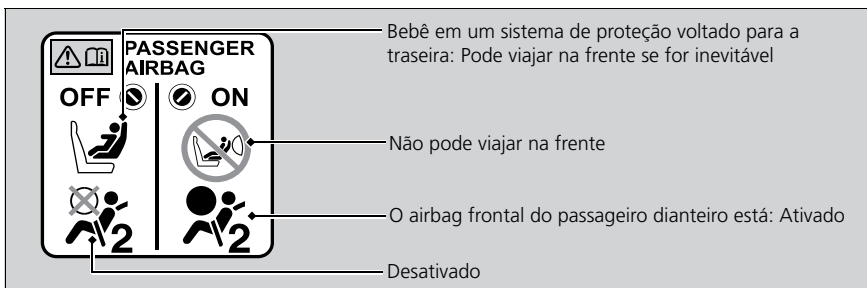 PASSENGER
AIRBAG
OFF
ON
2
2
Bebê em um sistema de proteção voltado para a
traseira: Pode viajar na frente se for inevitável
Não pode viajar na frente
O airbag frontal do passageiro dianteiro está: Ativado
Desativado